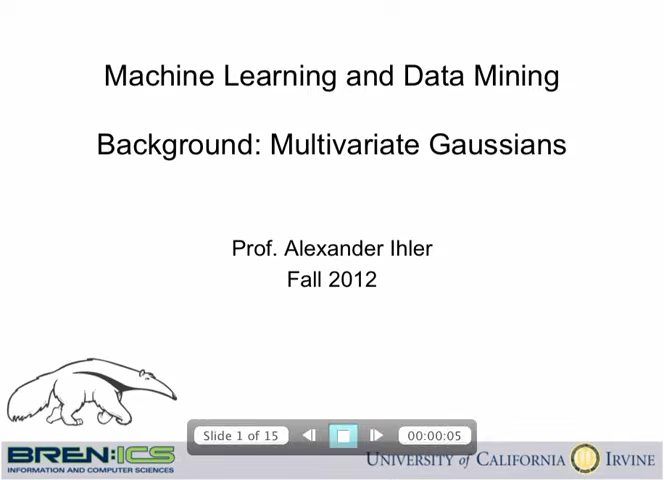 Machine Learning and Data Mining
Background: Multivariate Gaussians
Prof. Alexander Ihler
Fall 2012
Slide 1 of 15
00:00:05
BREN:ICS
INFORMATION AND COMPUTER SCIENCES
UNIVERSITY of CALIFORNIA IRVINE